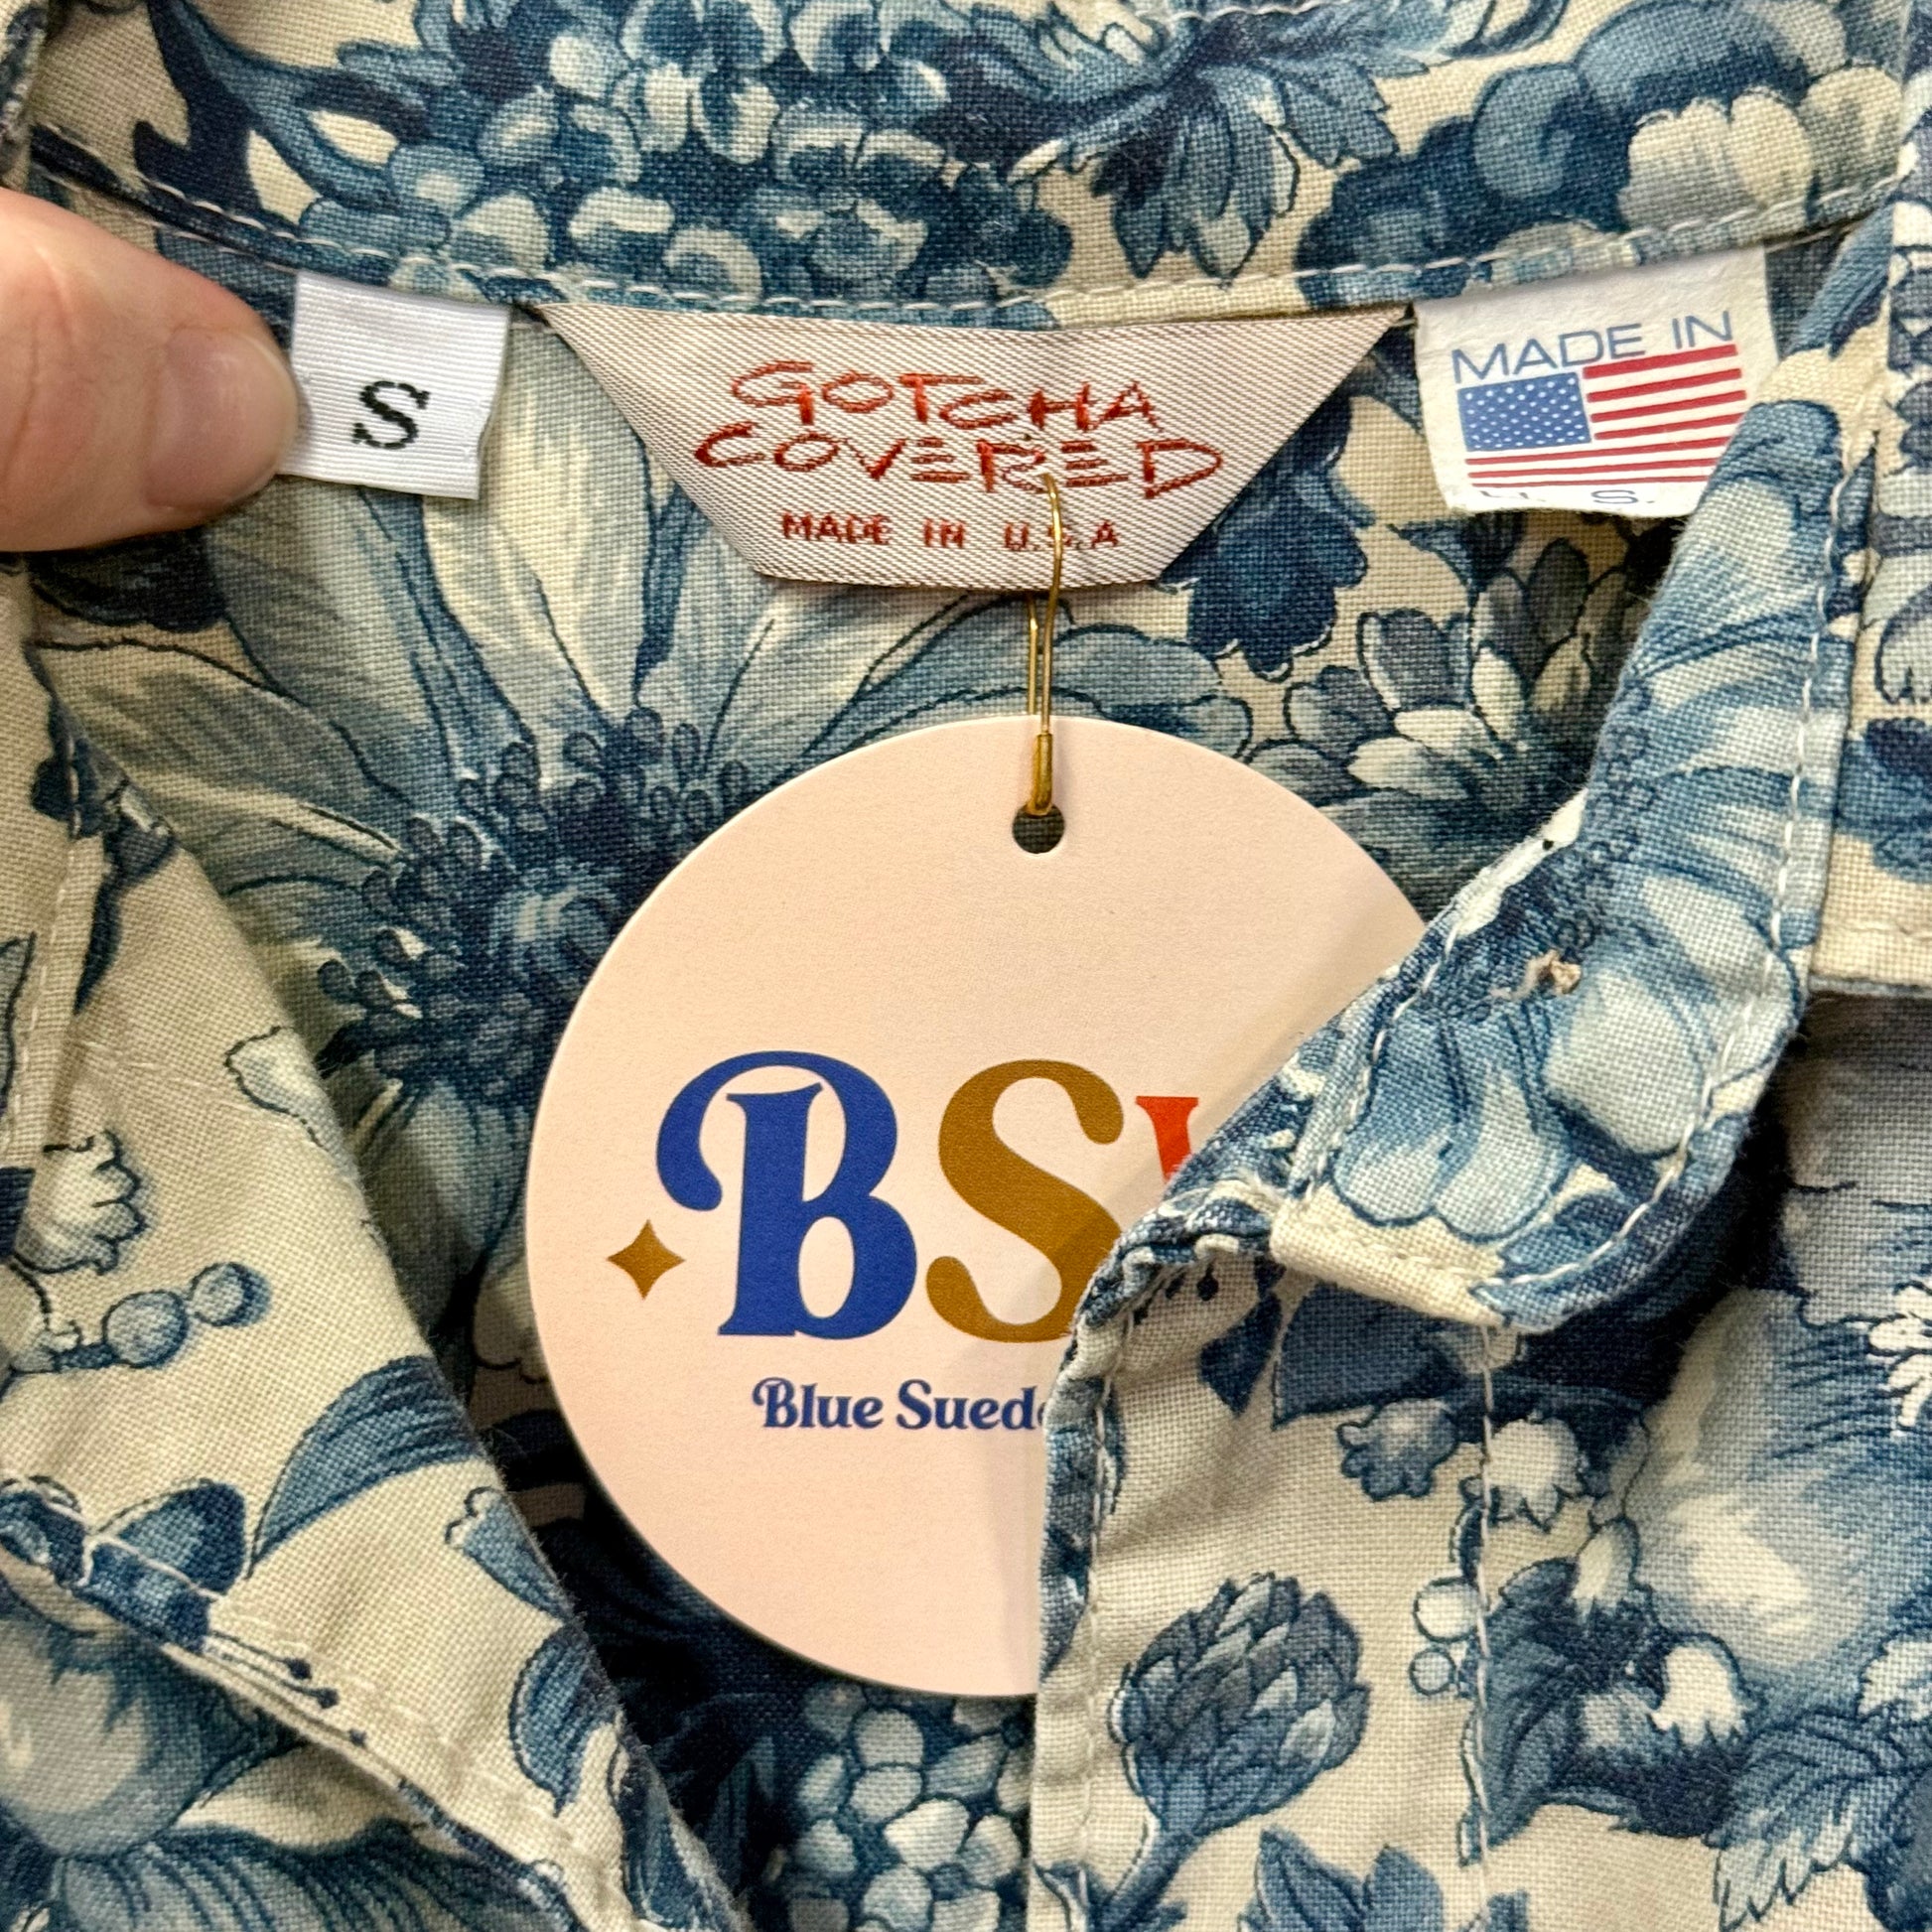 S
GOTCHA
COVERED
MADE IN U.S.A
MADE IN
U. S.
BS
Blue Suede